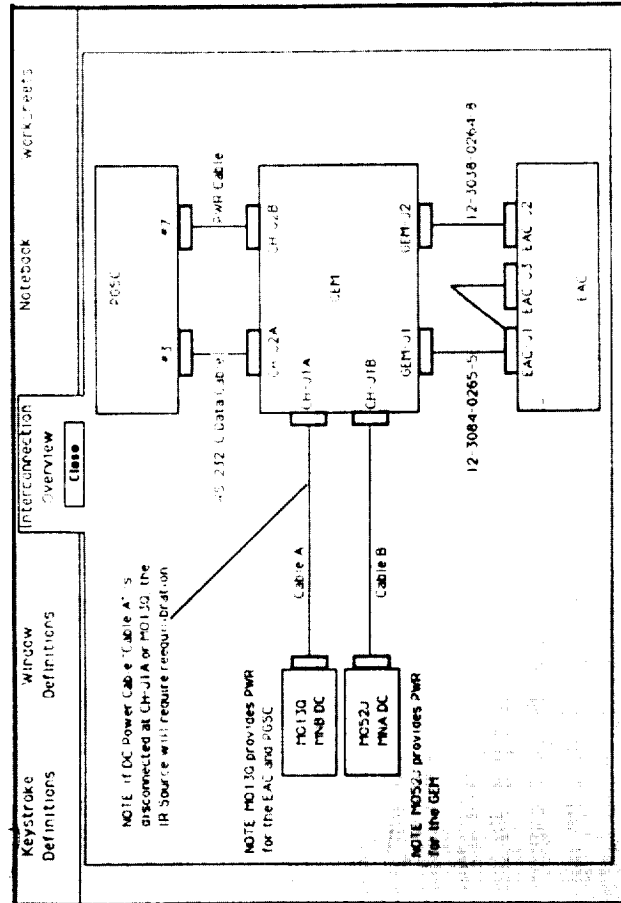 Keystroke
Definitions
Window
Definitions
Interconnection
Overview
Close
Notebook
Worksheets
NOTE If DC Power Cable "Cable A" is
disconnected at CH-J1A or MO13Q, the
IR Source will require reequilibration
NOTE MO13Q provides PWR
for the EAC and PGSC
NOTE MO52J provides PWR
for the GEM
MO13Q
MNB DC
MO52J
MNA DC
Cable A
Cable B
PGSC
#3
#7
RS-232 C Data Cable
PWR Cable
CH-J2A
CH-J2B
CH-J1A
CH-J1B
GEM
GEM-J1
GEM-J2
12-3084-0265-5
12-3038-0264-8
EAC J1
EAC J3
EAC J2
EAC